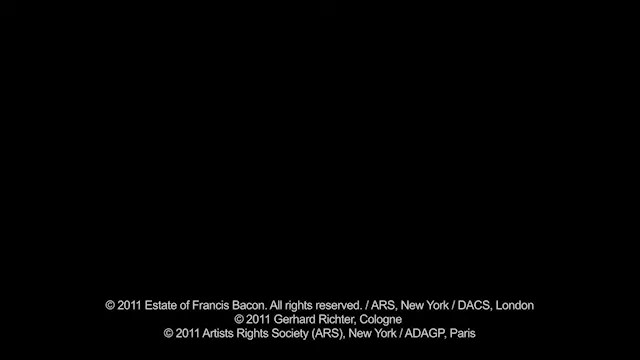 © 2011 Estate of Francis Bacon. All rights reserved. / ARS, New York / DACS, London
© 2011 Gerhard Richter, Cologne
© 2011 Artists Rights Society (ARS), New York / ADAGP, Paris